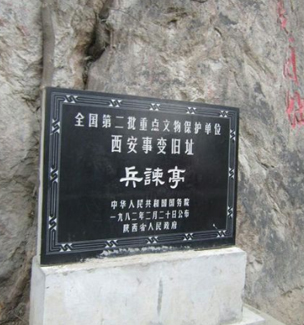 全国第二批重点文物保护单位
西安事变旧址
兵諫亭
中华人民共和国国务院
一九八二年二月二十日公布
陕西省人民政府